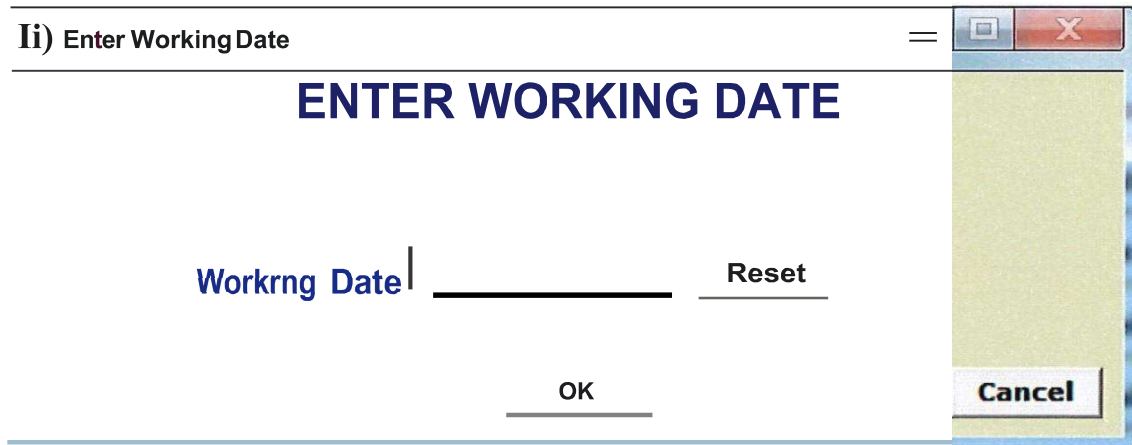 Ii) Enter Working Date
ENTER WORKING DATE
Workrng Date Reset
OK Cancel